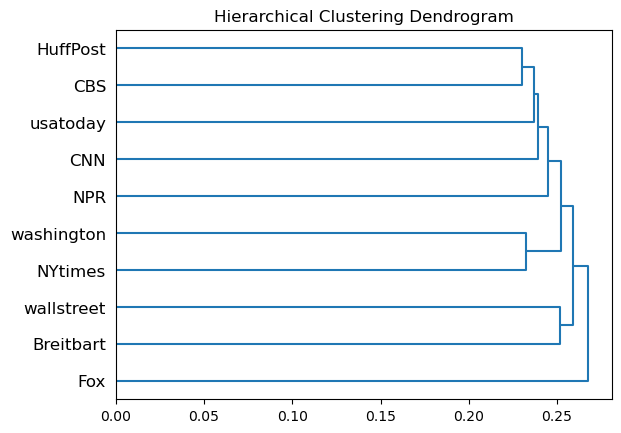 Hierarchical Clustering Dendrogram
HuffPost
CBS
usatoday
CNN
NPR
washington
NYtimes
wallstreet
Breitbart
Fox
0.00 0.05 0.10 0.15 0.20 0.25